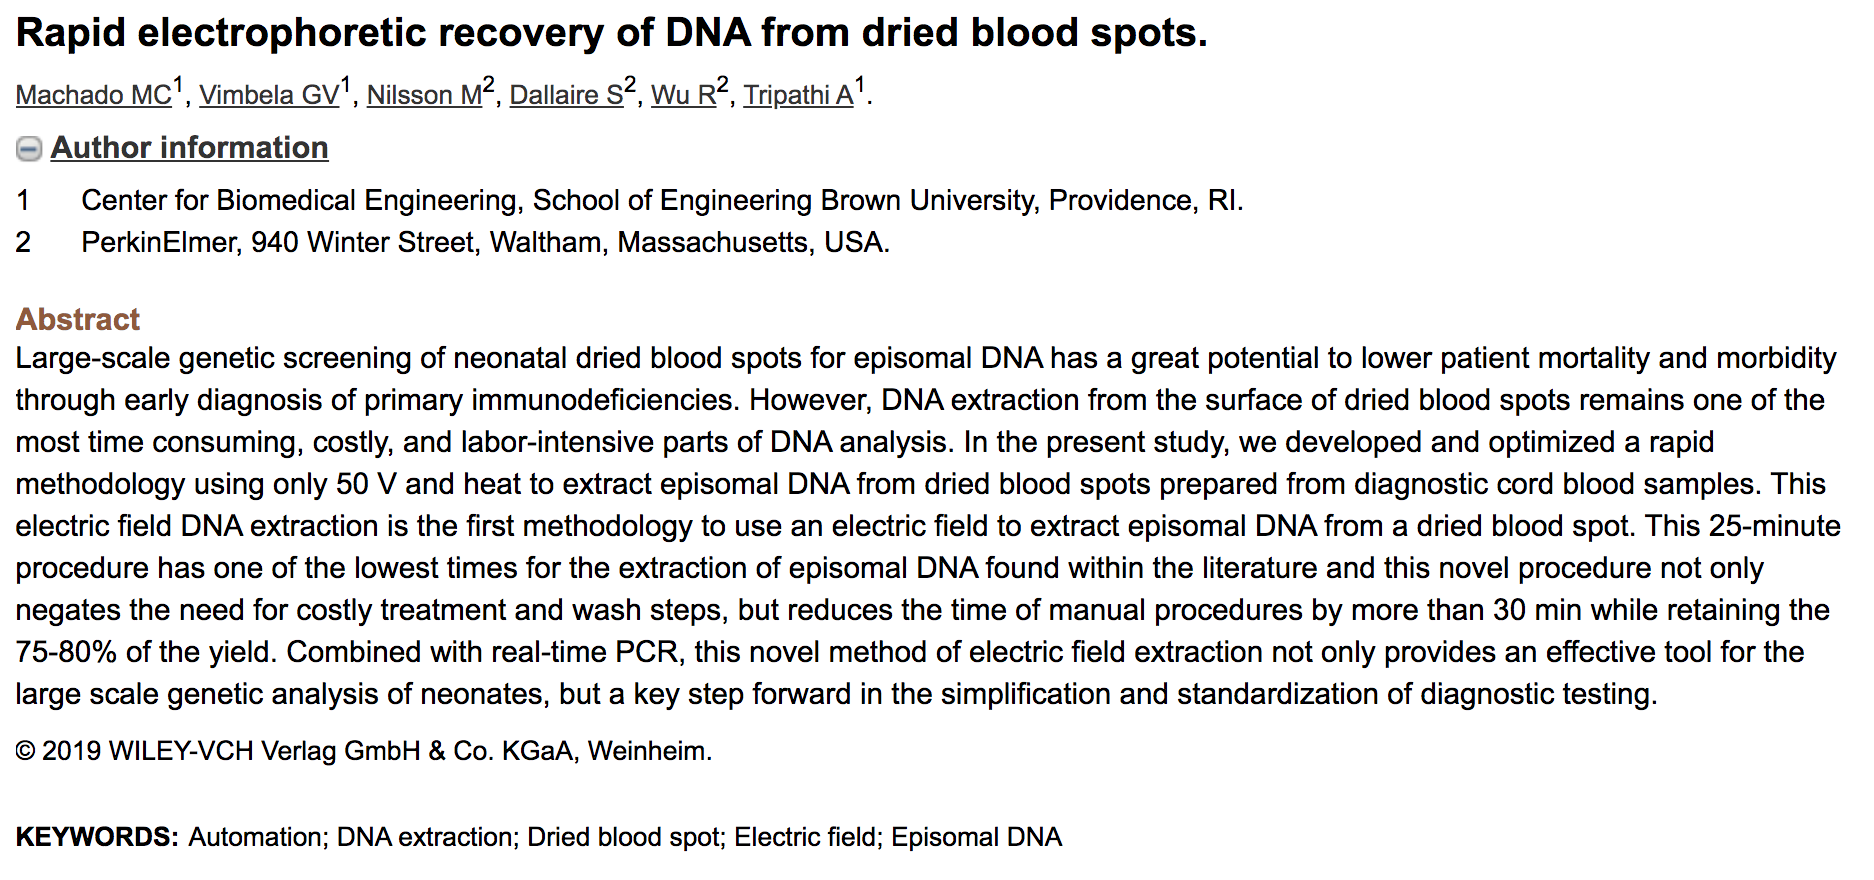 Rapid electrophoretic recovery of DNA from dried blood spots.
Machado MC1, Vimbela GV1, Nilsson M2, Dallaire S2, Wu R2, Tripathi A1.
Author information
1 Center for Biomedical Engineering, School of Engineering Brown University, Providence, RI.
2 PerkinElmer, 940 Winter Street, Waltham, Massachusetts, USA.
Abstract
Large-scale genetic screening of neonatal dried blood spots for episomal DNA has a great potential to lower patient mortality and morbidity
through early diagnosis of primary immunodeficiencies. However, DNA extraction from the surface of dried blood spots remains one of the
most time consuming, costly, and labor-intensive parts of DNA analysis. In the present study, we developed and optimized a rapid
methodology using only 50 V and heat to extract episomal DNA from dried blood spots prepared from diagnostic cord blood samples. This
electric field DNA extraction is the first methodology to use an electric field to extract episomal DNA from a dried blood spot. This 25-minute
procedure has one of the lowest times for the extraction of episomal DNA found within the literature and this novel procedure not only
negates the need for costly treatment and wash steps, but reduces the time of manual procedures by more than 30 min while retaining the
75-80% of the yield. Combined with real-time PCR, this novel method of electric field extraction not only provides an effective tool for the
large scale genetic analysis of neonates, but a key step forward in the simplification and standardization of diagnostic testing.
© 2019 WILEY-VCH Verlag GmbH & Co. KGaA, Weinheim.
KEYWORDS: Automation; DNA extraction; Dried blood spot; Electric field; Episomal DNA